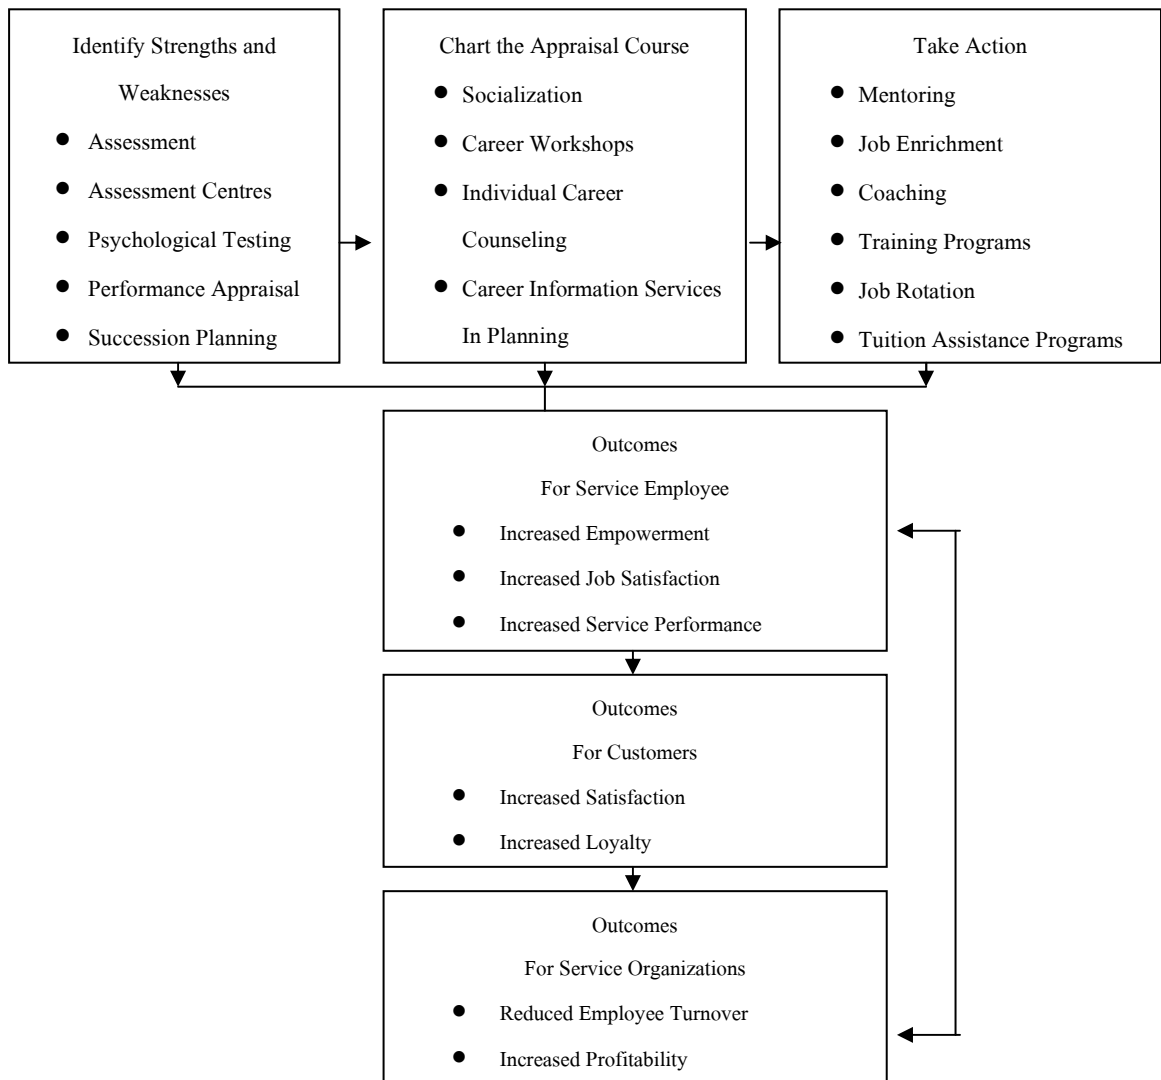 Identify Strengths and
Weaknesses
● Assessment
● Assessment Centres
● Psychological Testing
● Performance Appraisal
● Succession Planning
Chart the Appraisal Course
● Socialization
● Career Workshops
● Individual Career
Counseling
● Career Information Services
In Planning
Take Action
● Mentoring
● Job Enrichment
● Coaching
● Training Programs
● Job Rotation
● Tuition Assistance Programs
Outcomes
For Service Employee
● Increased Empowerment
● Increased Job Satisfaction
● Increased Service Performance
Outcomes
For Customers
● Increased Satisfaction
● Increased Loyalty
Outcomes
For Service Organizations
● Reduced Employee Turnover
● Increased Profitability